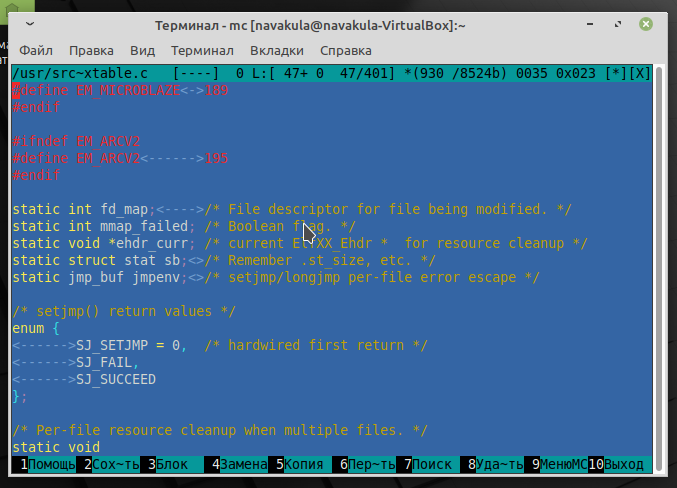 Терминал - mc [navakula@navakula-VirtualBox]:~
Файл Правка Вид Терминал Вкладки Справка
/usr/src~xtable.c [----] 0 L:[ 47+ 0 47/401] *(930 /8524b) 0035 0x023 [*][X]
#define EM_MICROBLAZE<->189
#endif
#ifndef EM_ARCV2
#define EM_ARCV2<------>195
#endif
static int fd_map;<---->/* File descriptor for file being modified. */
static int mmap_failed; /* Boolean flag. */
static void *ehdr_curr; /* current ElfXX_Ehdr * for resource cleanup */
static struct stat sb;<>/* Remember .st_size, etc. */
static jmp_buf jmpenv;<>/* setjmp/longjmp per-file error escape */
/* setjmp() return values */
enum {
<------>SJ_SETJMP = 0, /* hardwired first return */
<------>SJ_FAIL,
<------>SJ_SUCCEED
};
/* Per-file resource cleanup when multiple files. */
static void
1Помощь 2Сох~ть 3Блок 4Замена 5Копия 6Пер~ть 7Поиск 8Уда~ть 9МенюMC 10Выход